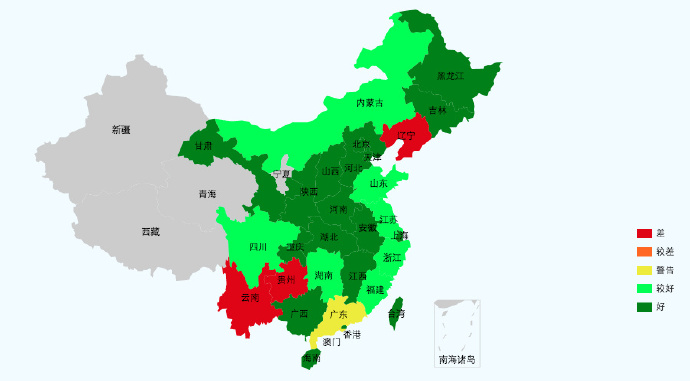 黑龙江
内蒙古
吉林
新疆
辽宁
北京
甘肃
天津
河北
山西
宁夏
山东
青海
陕西
河南
江苏
西藏
安徽
上海
湖北
四川
重庆
浙江
湖南
江西
贵州
福建
云南
广西
广东
台湾
香港
澳门
海南
南海诸岛
差
较差
警告
较好
好